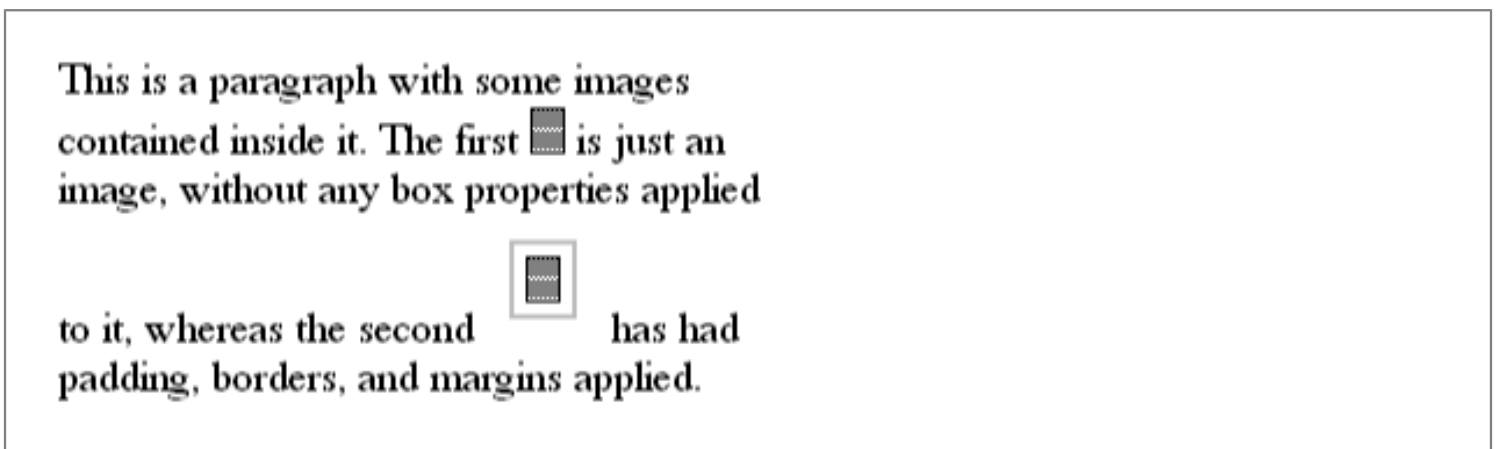 This is a paragraph with some images
contained inside it. The first is just an
image, without any box properties applied
to it, whereas the second has had
padding, borders, and margins applied.